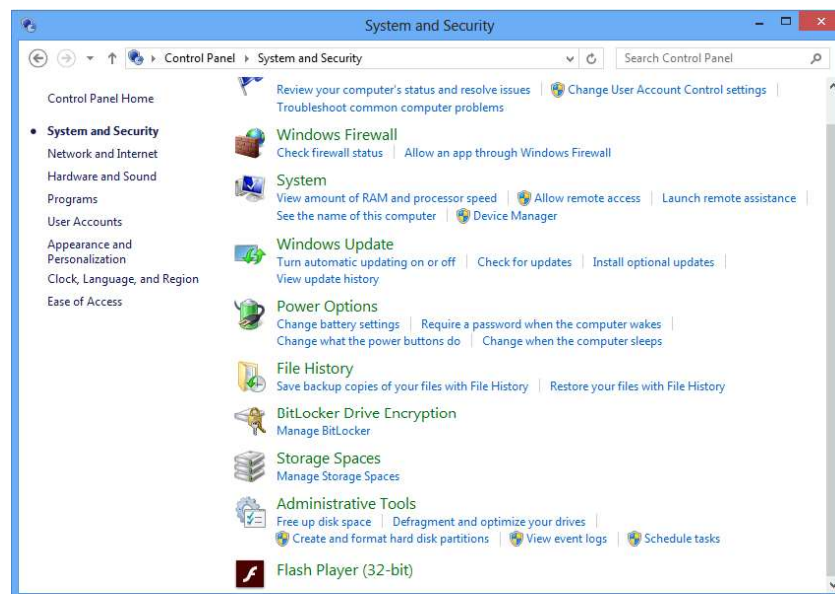 System and Security
Control Panel
System and Security
Search Control Panel
Control Panel Home
System and Security
Network and Internet
Hardware and Sound
Programs
User Accounts
Appearance and
Personalization
Clock, Language, and Region
Ease of Access
Review your computer's status and resolve issues Change User Account Control settings
Troubleshoot common computer problems
Windows Firewall
Check firewall status Allow an app through Windows Firewall
System
View amount of RAM and processor speed Allow remote access Launch remote assistance
See the name of this computer Device Manager
Windows Update
Turn automatic updating on or off Check for updates Install optional updates
View update history
Power Options
Change battery settings Require a password when the computer wakes
Change what the power buttons do Change when the computer sleeps
File History
Save backup copies of your files with File History Restore your files with File History
BitLocker Drive Encryption
Manage BitLocker
Storage Spaces
Manage Storage Spaces
Administrative Tools
Free up disk space Defragment and optimize your drives
Create and format hard disk partitions View event logs Schedule tasks
Flash Player (32-bit)